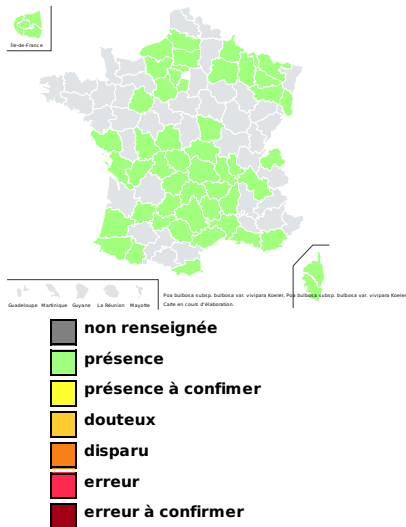 Île-de-France
Guadeloupe Martinique Guyane La Réunion Mayotte
Poa bulbosa subsp. bulbosa var. vivipara Koeler, Poa bulbosa subsp. bulbosa var. vivipara Koeler
Carte en cours d'élaboration.
non renseignée
présence
présence à confimer
douteux
disparu
erreur
erreur à confirmer